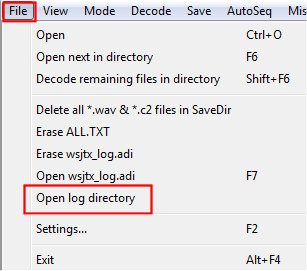 File View Mode Decode Save AutoSeq Mis
Open Ctrl+O
Open next in directory F6
Decode remaining files in directory Shift+F6
Delete all *.wav & *.c2 files in SaveDir
Erase ALL.TXT
Erase wsjtx_log.adi
Open wsjtx_log.adi F7
Open log directory
Settings... F2
Exit Alt+F4